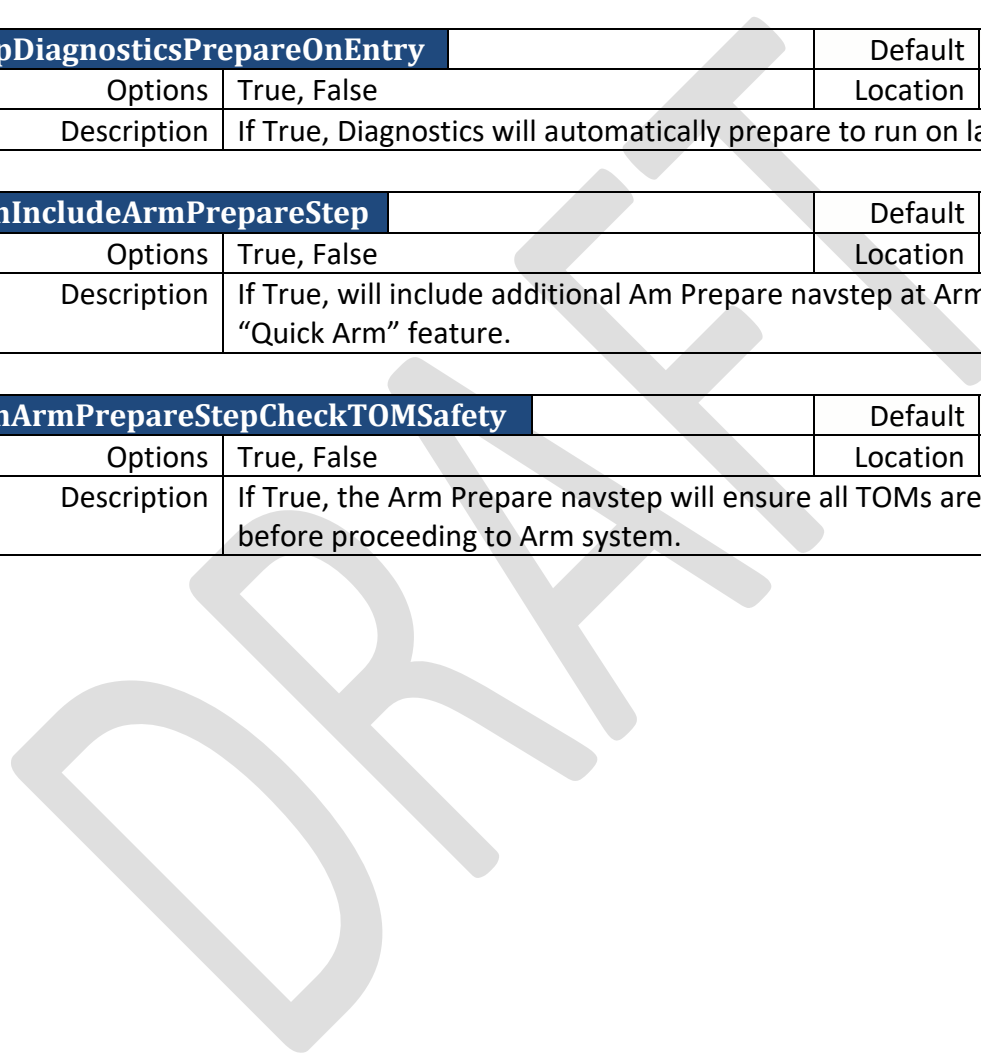 pDiagnosticsPrepareOnEntry Default
Options True, False Location
Description If True, Diagnostics will automatically prepare to run on la
nIncludeArmPrepareStep Default
Options True, False Location
Description If True, will include additional Am Prepare navstep at Arm
“Quick Arm” feature.
nArmPrepareStepCheckTOMSafety Default
Options True, False Location
Description If True, the Arm Prepare navstep will ensure all TOMs are
before proceeding to Arm system.
DRAFT